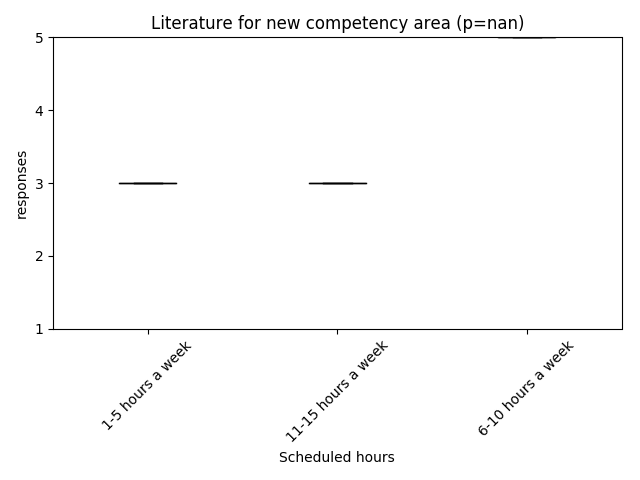 Literature for new competency area (p=nan)
5
4
3
2
1
responses
1-5 hours a week
11-15 hours a week
6-10 hours a week
Scheduled hours